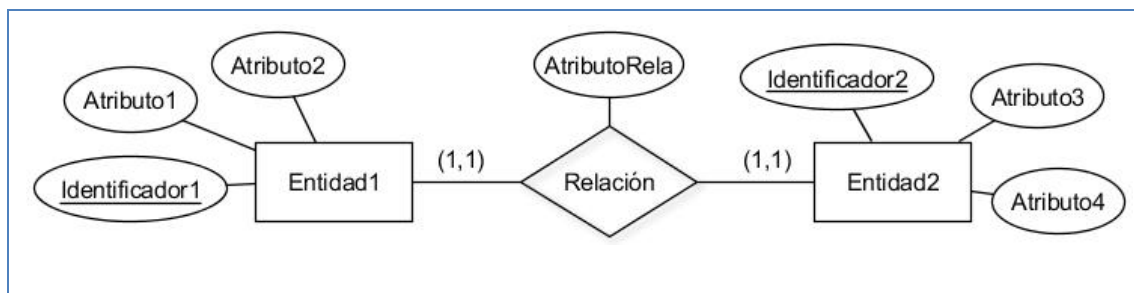 Atributo2
AtributoRela
Identificador2
Atributo1
Atributo3
(1,1)
(1,1)
Identificador1
Entidad1
Relación
Entidad2
Atributo4